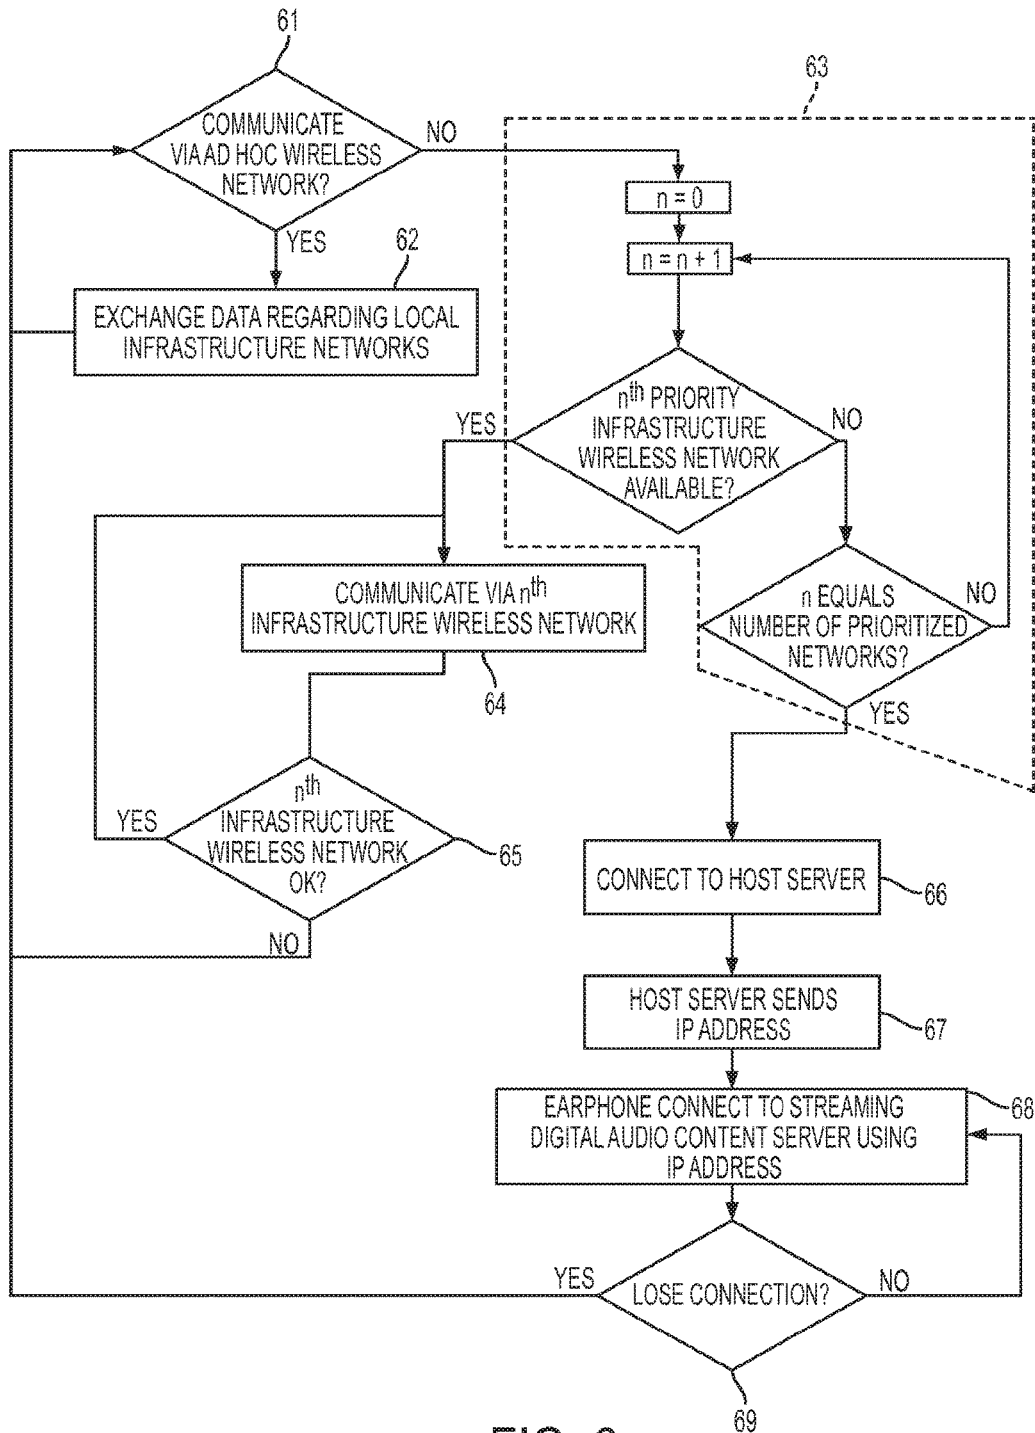 61
COMMUNICATE
VIA AD HOC WIRELESS
NETWORK?
NO
YES
62
EXCHANGE DATA REGARDING LOCAL
INFRASTRUCTURE NETWORKS
63
n = 0
n = n + 1
nth PRIORITY
INFRASTRUCTURE
WIRELESS NETWORK
AVAILABLE?
YES
NO
COMMUNICATE VIA nth
INFRASTRUCTURE WIRELESS NETWORK
64
n EQUALS
NUMBER OF PRIORITIZED
NETWORKS?
NO
YES
nth
INFRASTRUCTURE
WIRELESS NETWORK
OK?
YES
65
NO
CONNECT TO HOST SERVER
66
HOST SERVER SENDS
IP ADDRESS
67
EARPHONE CONNECT TO STREAMING
DIGITAL AUDIO CONTENT SERVER USING
IP ADDRESS
68
LOSE CONNECTION?
YES
NO
69